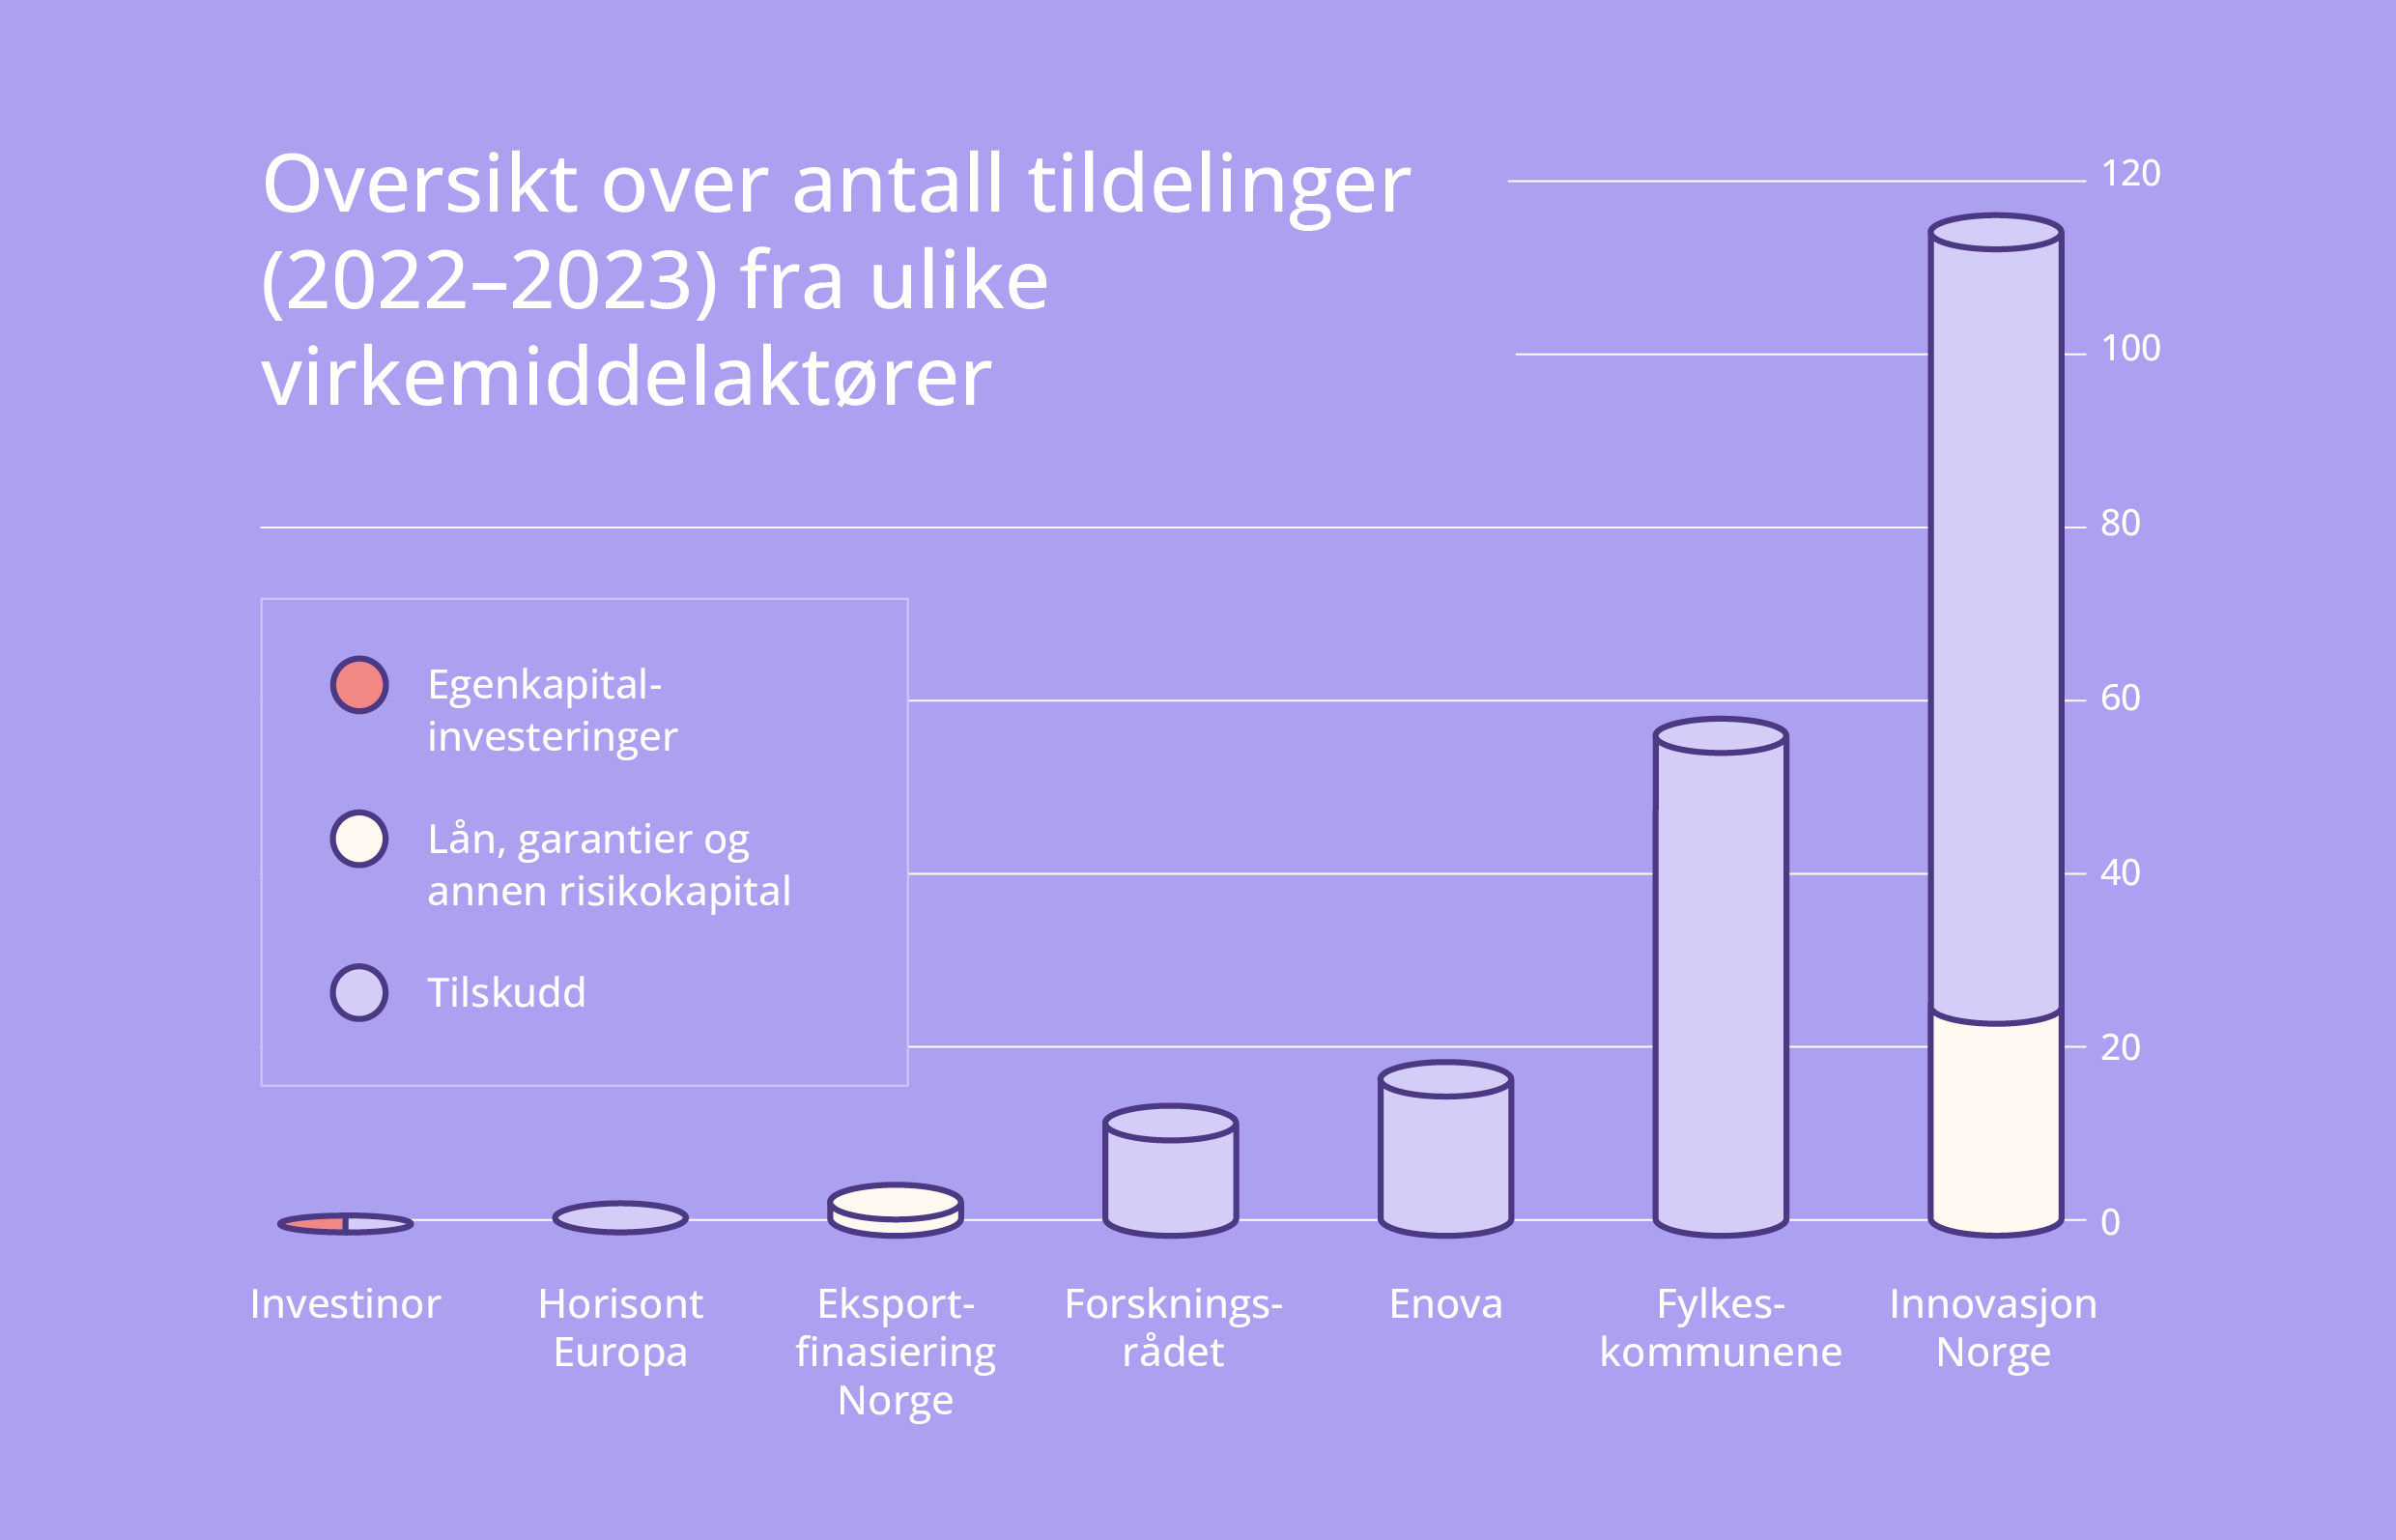 Oversikt over antall tildelinger
(2022–2023) fra ulike
virkemiddelaktører
120
100
80
60
40
20
0
Egenkapital-
investeringer
Lån, garantier og
annen risikokapital
Tilskudd
Investinor
Horisont
Europa
Eksport-
finasiering
Norge
Forsknings-
rådet
Enova
Fylkes-
kommunene
Innovasjon
Norge